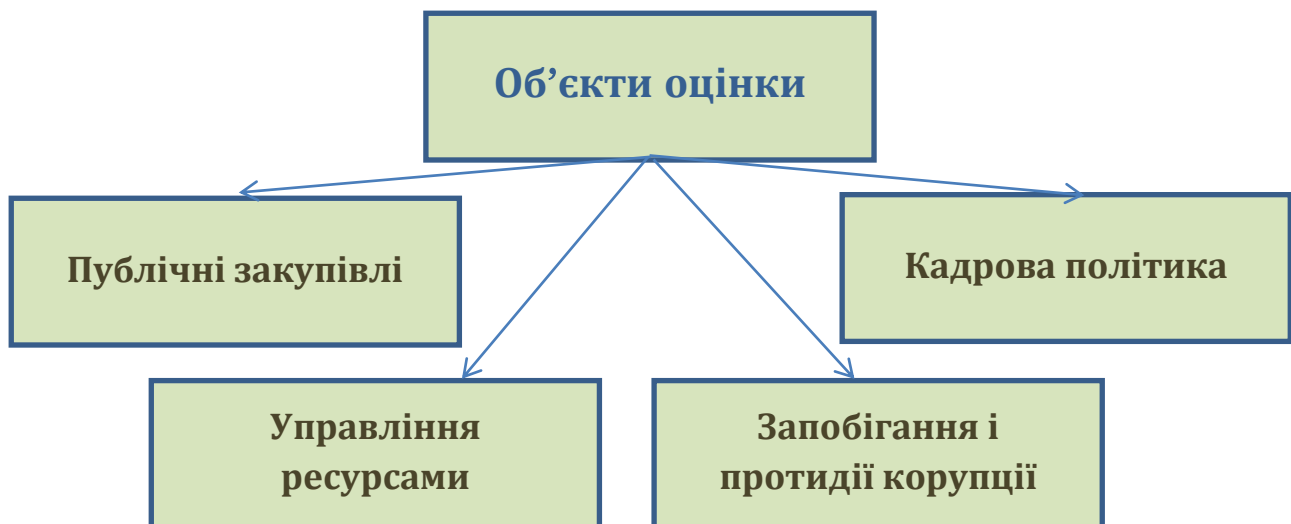 Об’єкти оцінки
Публічні закупівлі
Кадрова політика
Управління
ресурсами
Запобігання і
протидії корупції